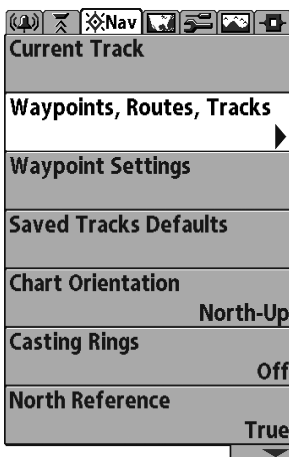 Nav
Current Track
Waypoints, Routes, Tracks
Waypoint Settings
Saved Tracks Defaults
Chart Orientation
North-Up
Casting Rings
Off
North Reference
True